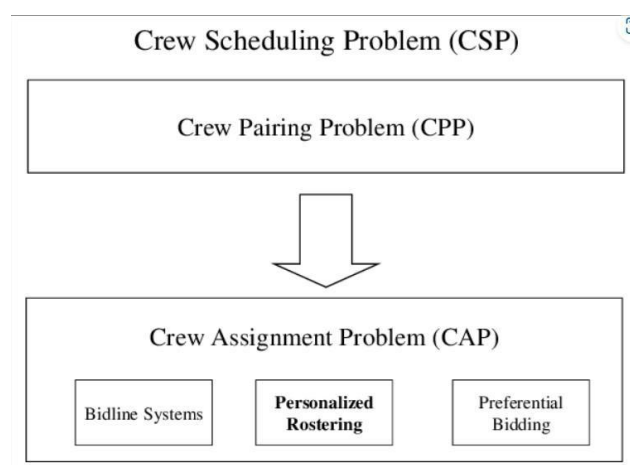 Crew Scheduling Problem (CSP)
Crew Pairing Problem (CPP)
Crew Assignment Problem (CAP)
Bidline Systems
Personalized
Rostering
Preferential
Bidding